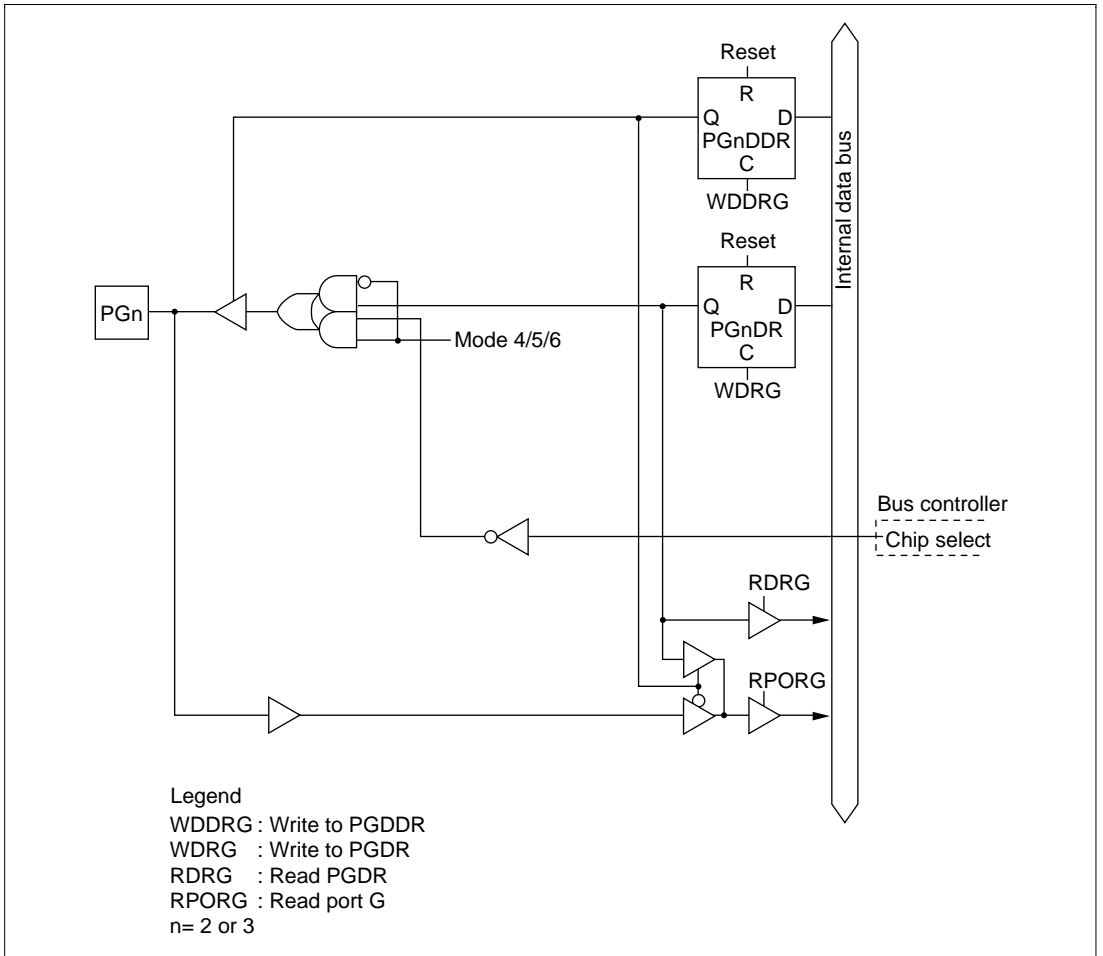 Reset
R
Q D
PGnDDR
C
WDDRG
Internal data bus
Reset
R
Q D
PGnDR
C
WDRG
PGn
Mode 4/5/6
Bus controller
Chip select
RDRG
RPORG
Legend
WDDRG : Write to PGDDR
WDRG : Write to PGDR
RDRG : Read PGDR
RPORG : Read port G
n= 2 or 3